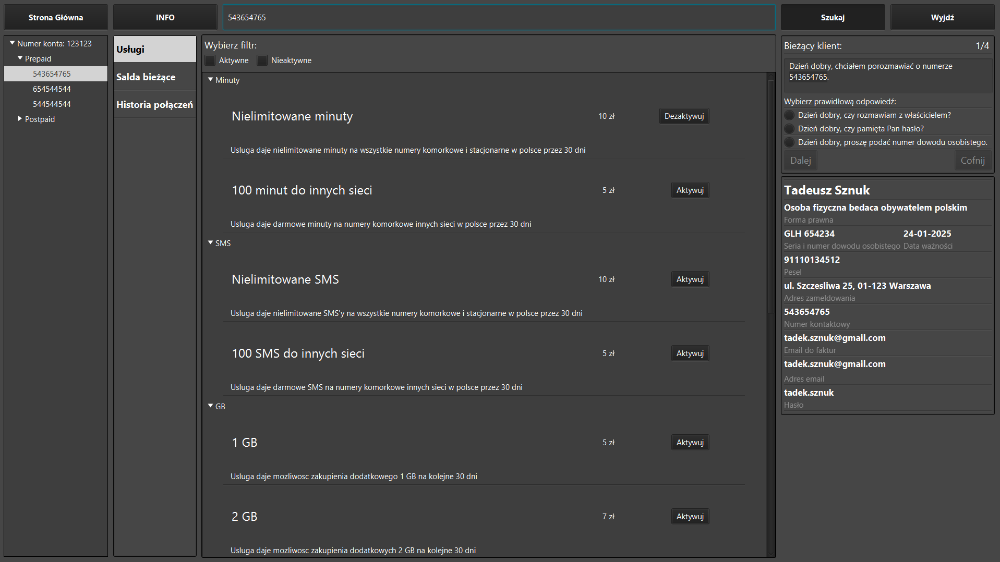 Strona Główna
INFO
543654765
Szukaj
Wyjdź
Numer konta: 123123
Prepaid
543654765
654544544
544544544
Postpaid
Usługi
Salda bieżące
Historia połączeń
Wybierz filtr:
Aktywne
Nieaktywne
Minuty
Nielimitowane minuty
10 zł
Dezaktywuj
Usluga daje nielimitowane minuty na wszystkie numery komorkowe i stacjonarne w polsce przez 30 dni
100 minut do innych sieci
5 zł
Aktywuj
Usluga daje darmowe minuty na numery komorkowe innych sieci w polsce przez 30 dni
SMS
Nielimitowane SMS
10 zł
Aktywuj
Usluga daje nielimitowane SMS'y na wszystkie numery komorkowe i stacjonarne w polsce przez 30 dni
100 SMS do innych sieci
5 zł
Aktywuj
Usluga daje darmowe SMS na numery komorkowe innych sieci w polsce przez 30 dni
GB
1 GB
5 zł
Aktywuj
Usluga daje mozliwosc zakupienia dodatkowego 1 GB na kolejne 30 dni
2 GB
7 zł
Aktywuj
Usluga daje mozliwosc zakupienia dodatkowych 2 GB na kolejne 30 dni
Bieżący klient:
1/4
Dzień dobry, chciałem porozmawiać o numerze
543654765.
Wybierz prawidłową odpowiedź:
Dzień dobry, czy rozmawiam z właścicielem?
Dzień dobry, czy pamięta Pan hasło?
Dzień dobry, proszę podać numer dowodu osobistego.
Dalej
Cofnij
Tadeusz Sznuk
Osoba fizyczna bedaca obywatelem polskim
Forma prawna
GLH 654234
24-01-2025
Seria i numer dowodu osobistego
Data ważności
91110134512
Pesel
ul. Szczesliwa 25, 01-123 Warszawa
Adres zameldowania
543654765
Numer kontaktowy
tadek.sznuk@gmail.com
Email do faktur
tadek.sznuk@gmail.com
Adres email
tadek.sznuk
Hasło